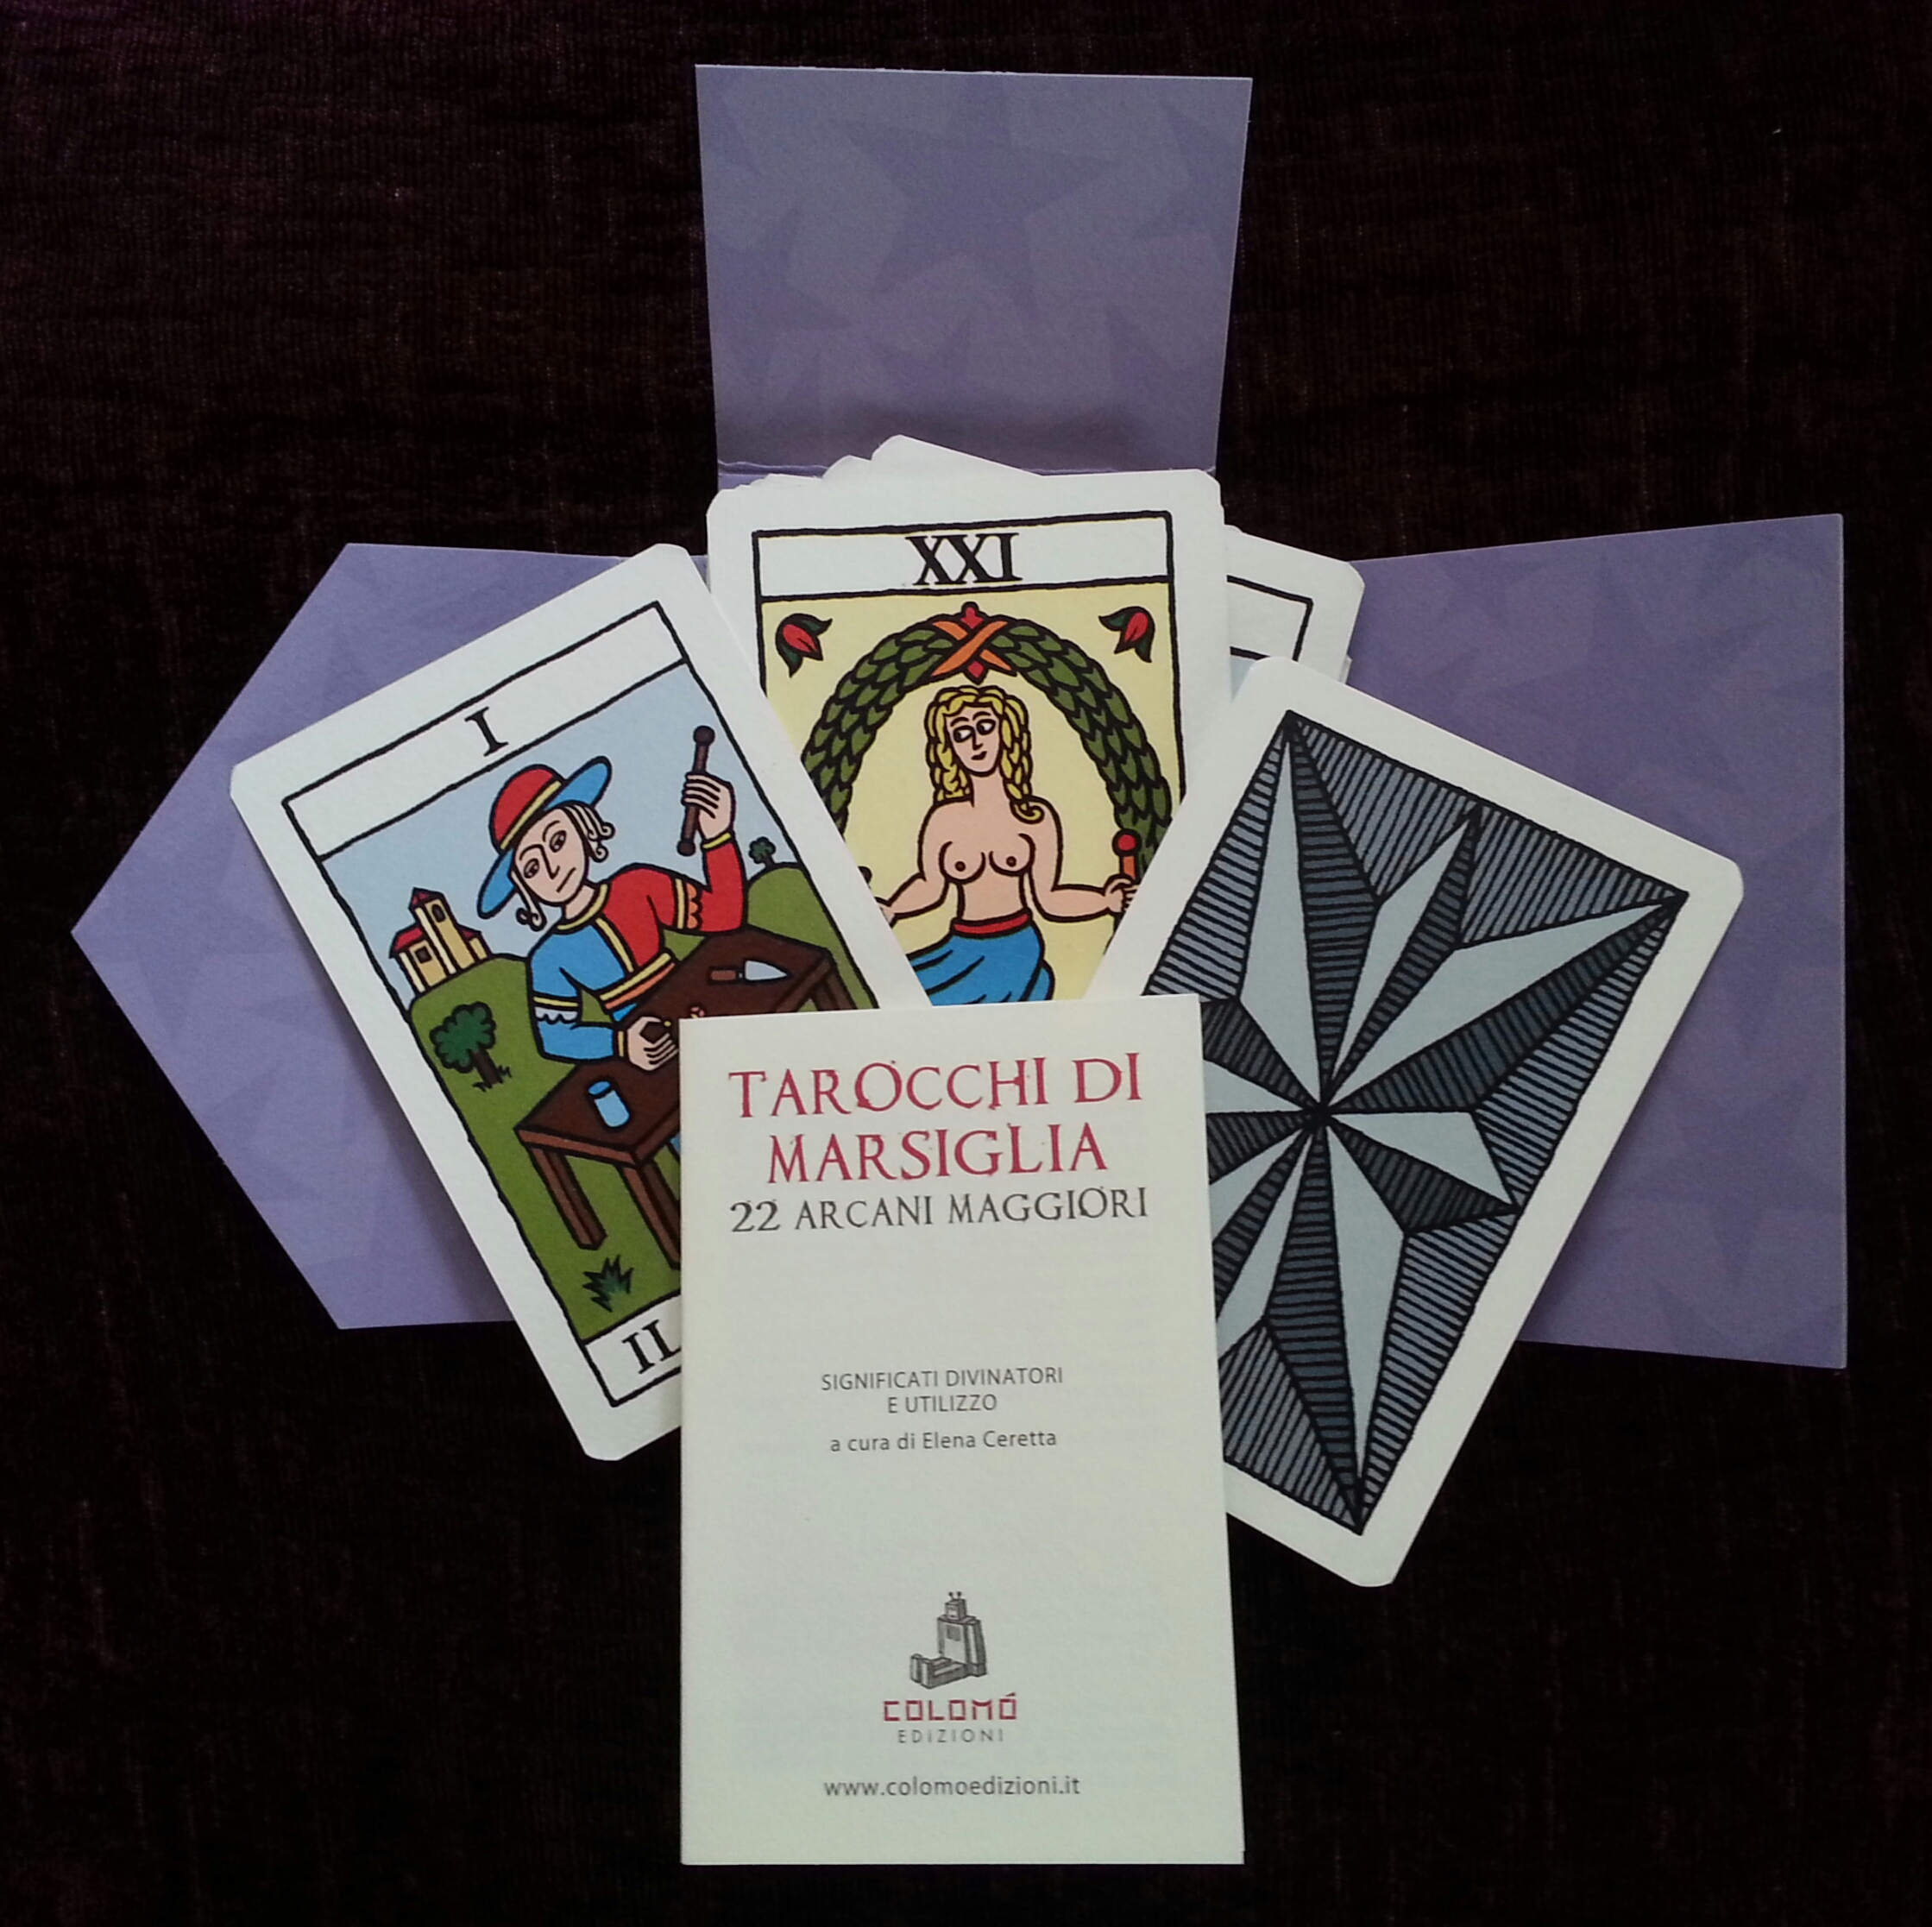 XXI
I
IL
TAROCCHI DI
MARSIGLIA
22 ARCANI MAGGIORI
SIGNIFICATI DIVINATORI
E UTILIZZO
a cura di Elena Ceretta
COLOMÓ
EDIZIONI
www.colomoedizioni.it